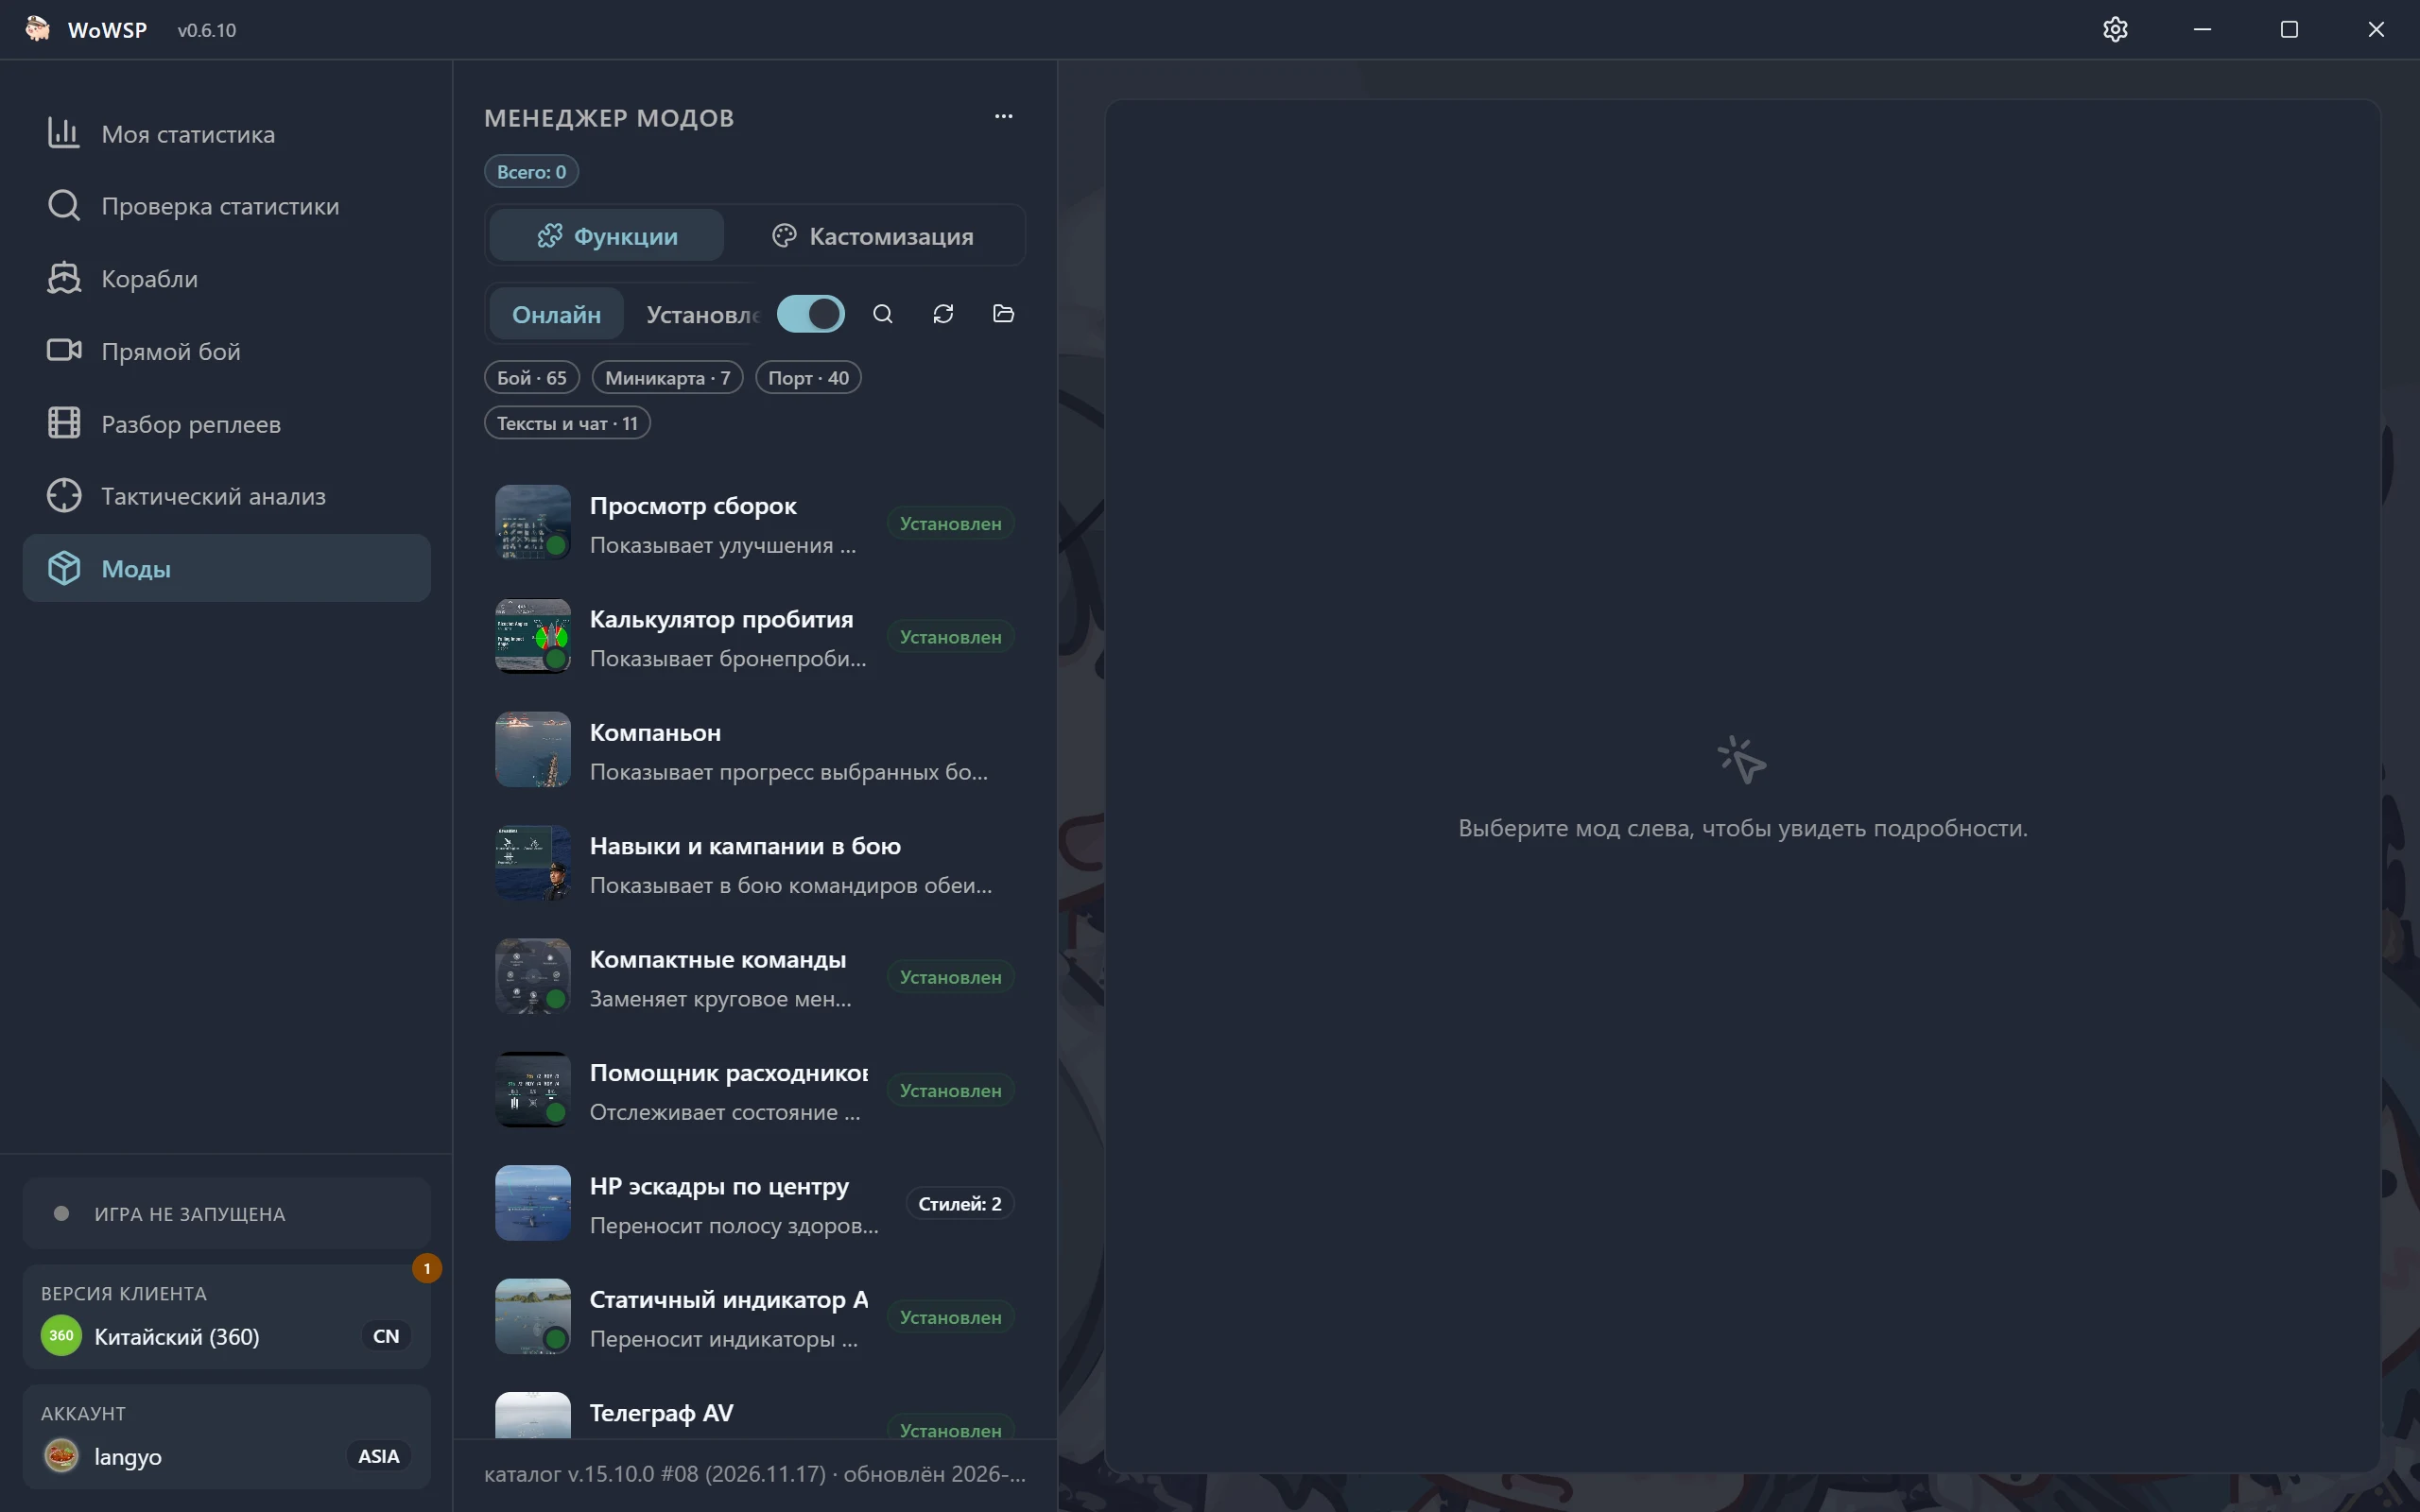 WoWSP v0.6.10
Моя статистика
Проверка статистики
Корабли
Прямой бой
Разбор реплеев
Тактический анализ
Моды
ИГРА НЕ ЗАПУЩЕНА
1
ВЕРСИЯ КЛИЕНТА
360 Китайский (360) CN
АККАУНТ
langyo ASIA
МЕНЕДЖЕР МОДОВ
Всего: 0
Функции Кастомизация
Онлайн Установле
Бой · 65 Миникарта · 7 Порт · 40
Тексты и чат · 11
Просмотр сборок
Показывает улучшения ...
Установлен
Калькулятор пробития
Показывает бронепроби...
Установлен
Компаньон
Показывает прогресс выбранных бо...
Навыки и кампании в бою
Показывает в бою командиров обеи...
Компактные команды
Заменяет круговое мен...
Установлен
Помощник расходников
Отслеживает состояние ...
Установлен
HP эскадры по центру
Переносит полосу здоров...
Стилей: 2
Статичный индикатор А
Переносит индикаторы ...
Установлен
Телеграф AV
Установлен
каталог v.15.10.0 #08 (2026.11.17) · обновлён 2026-...
Выберите мод слева, чтобы увидеть подробности.